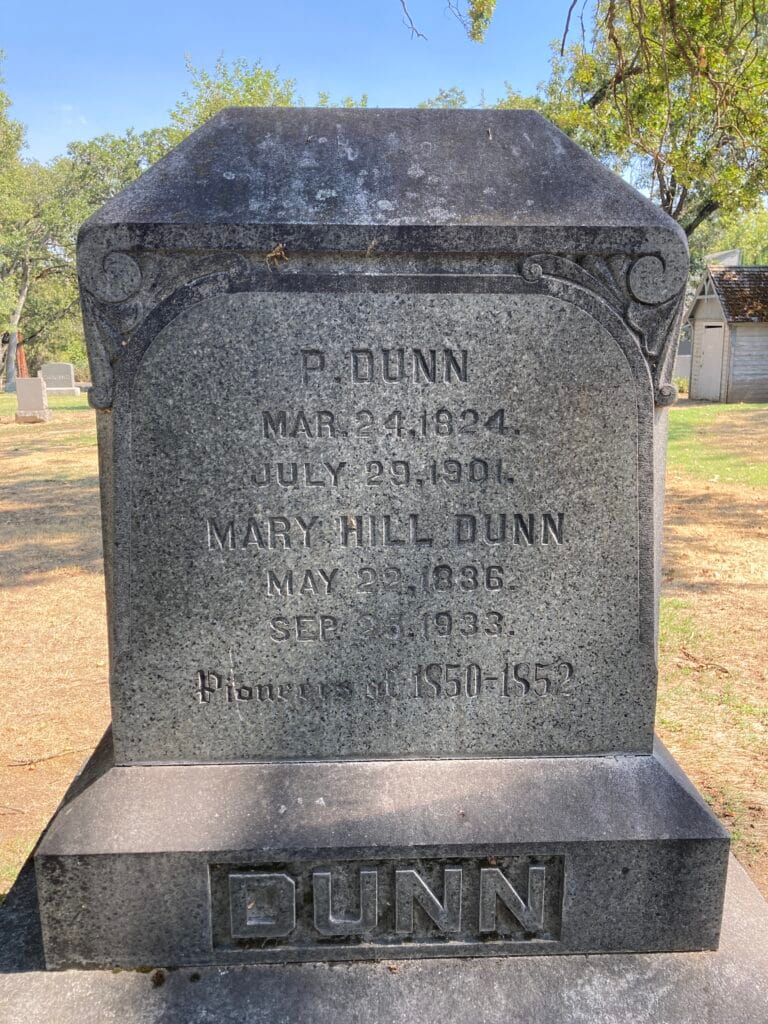 P. DUNN
MAR. 24, 1824.
JULY 29, 1901.
MARY HILL DUNN
MAY 22, 1836.
SEP. 1933.
Pioneers of 1850-1852
DUNN